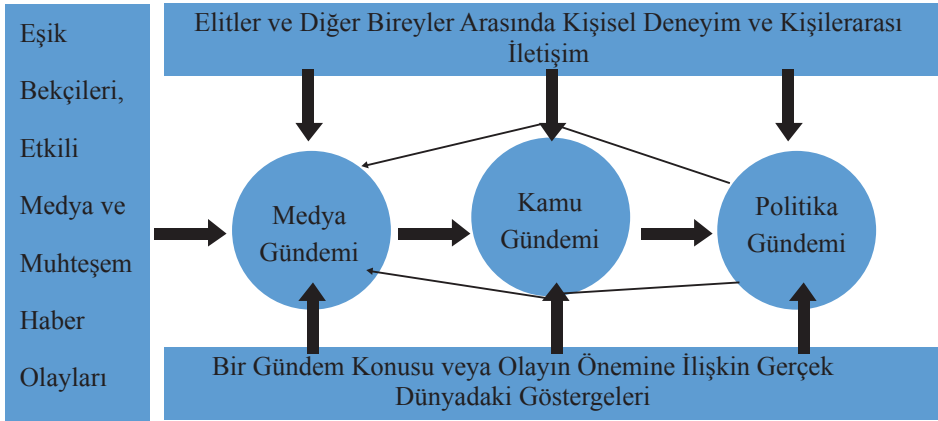 Eşik
Bekçileri,
Etkili
Medya ve
Muhteşem
Haber
Olayları
Elitler ve Diğer Bireyler Arasında Kişisel Deneyim ve Kişilerarası
İletişim
Medya
Gündemi
Kamu
Gündemi
Politika
Gündemi
Bir Gündem Konusu veya Olayın Önemine İlişkin Gerçek
Dünyadaki Göstergeleri